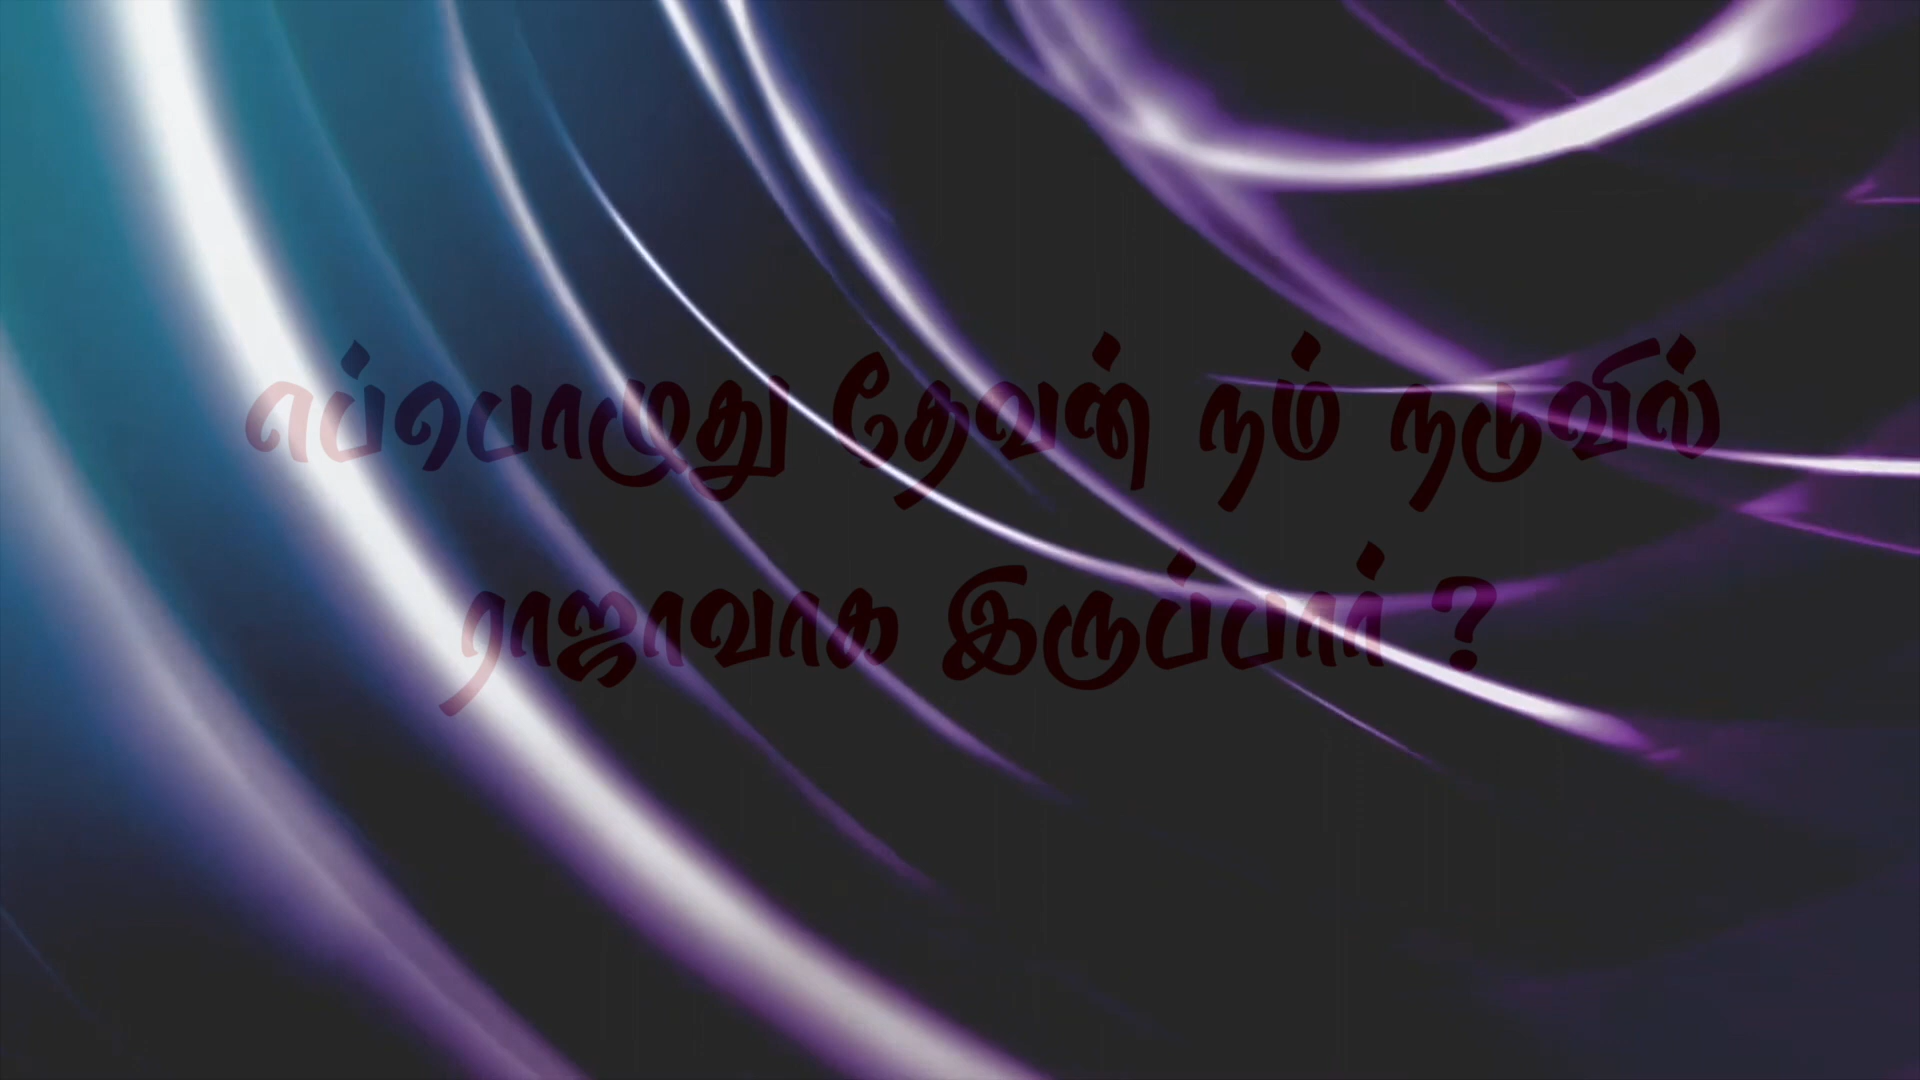 எப்பொழுது தேவன் நம் நடுவில்
ராஜாவாக இருப்பார் ?